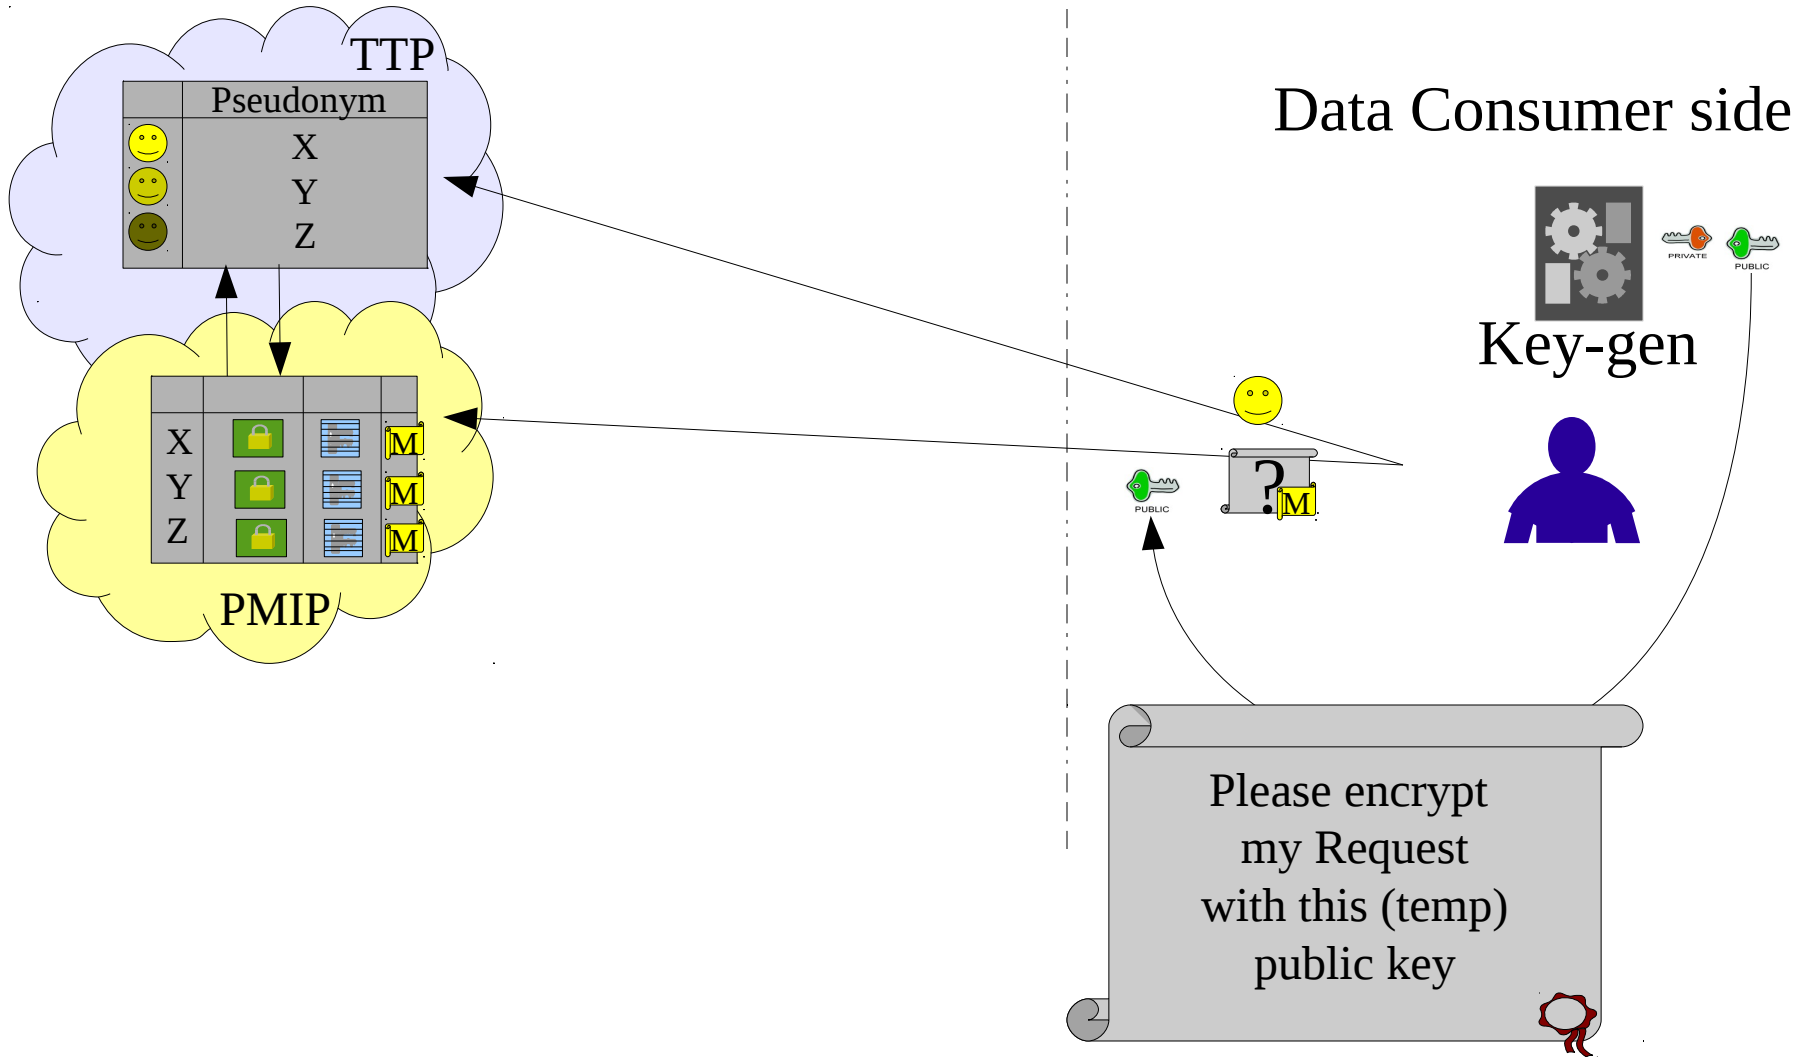 TTP
Pseudonym
X
Y
Z
Data Consumer side
PRIVATE
PUBLIC
Key-gen
X
M
Y
M
Z
M
PMIP
?
M
PUBLIC
Please encrypt
my Request
with this (temp)
public key